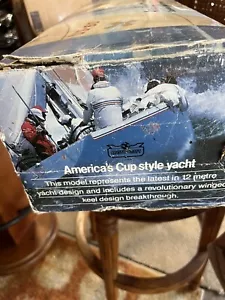 America's Cup style yacht
This model represents the latest in 12 metre
yacht design and includes a revolutionary winged
keel design breakthrough.